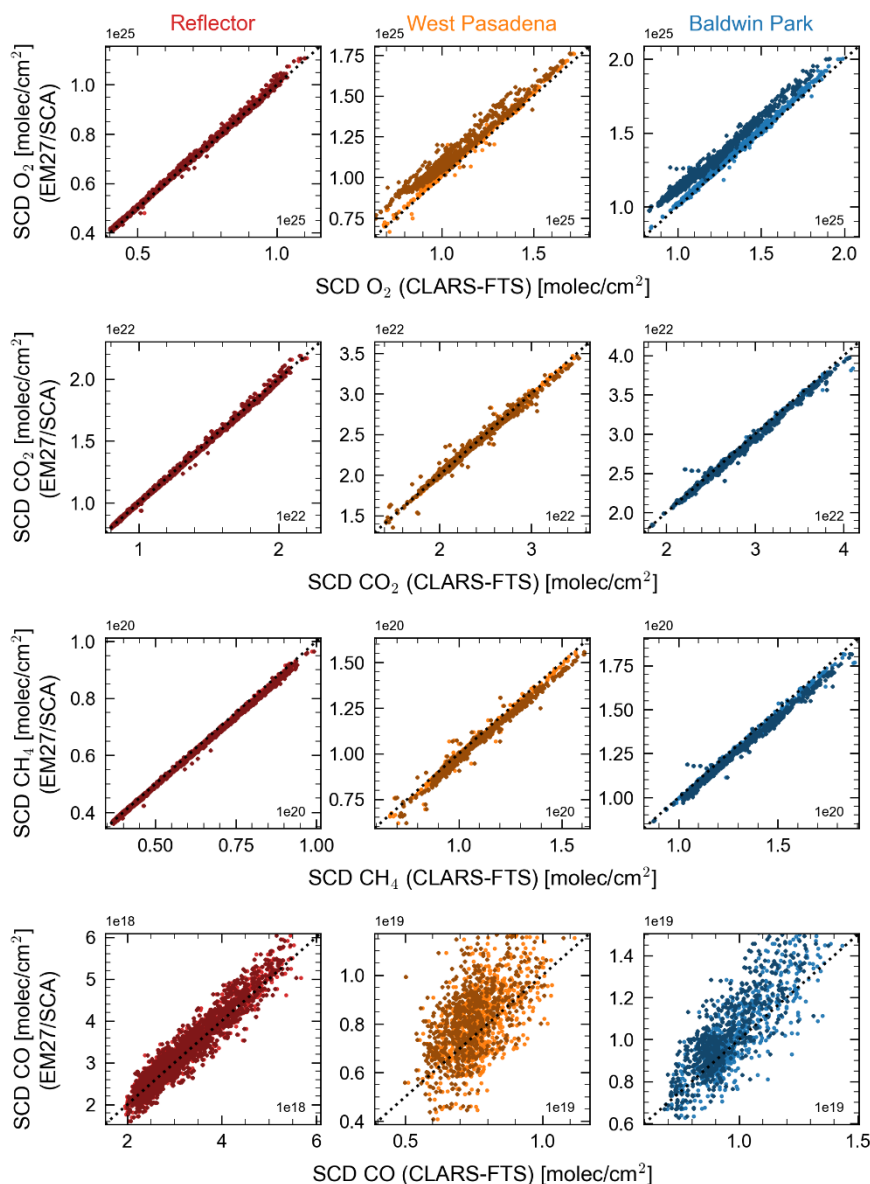 Reflector West Pasadena Baldwin Park
1e25 1e25 1e25
SCD O₂ [molec/cm²]
(EM27/SCA)
1.0
0.8
0.6
0.4
1.75
1.50
1.25
1.00
0.75
2.0
1.5
1.0
1e25 1e25 1e25
0.5 1.0 1.0 1.5 1.0 1.5 2.0
SCD O₂ (CLARS-FTS) [molec/cm²]
1e22 1e22 1e22
SCD CO₂ [molec/cm²]
(EM27/SCA)
2.0
1.5
1.0
3.5
3.0
2.5
2.0
1.5
4.0
3.5
3.0
2.5
2.0
1e22 1e22 1e22
1 2 2 3 2 3 4
SCD CO₂ (CLARS-FTS) [molec/cm²]
1e20 1e20 1e20
SCD CH₄ [molec/cm²]
(EM27/SCA)
1.0
0.8
0.6
0.4
1.50
1.25
1.00
0.75
1.75
1.50
1.25
1.00
1e20 1e20 1e20
0.50 0.75 1.00 1.0 1.5 1.0 1.5
SCD CH₄ (CLARS-FTS) [molec/cm²]
1e18 1e19 1e19
SCD CO [molec/cm²]
(EM27/SCA)
6
5
4
3
2
1.0
0.8
0.6
0.4
1.4
1.2
1.0
0.8
0.6
1e18 1e19 1e19
2 4 6 0.5 1.0 1.0 1.5
SCD CO (CLARS-FTS) [molec/cm²]